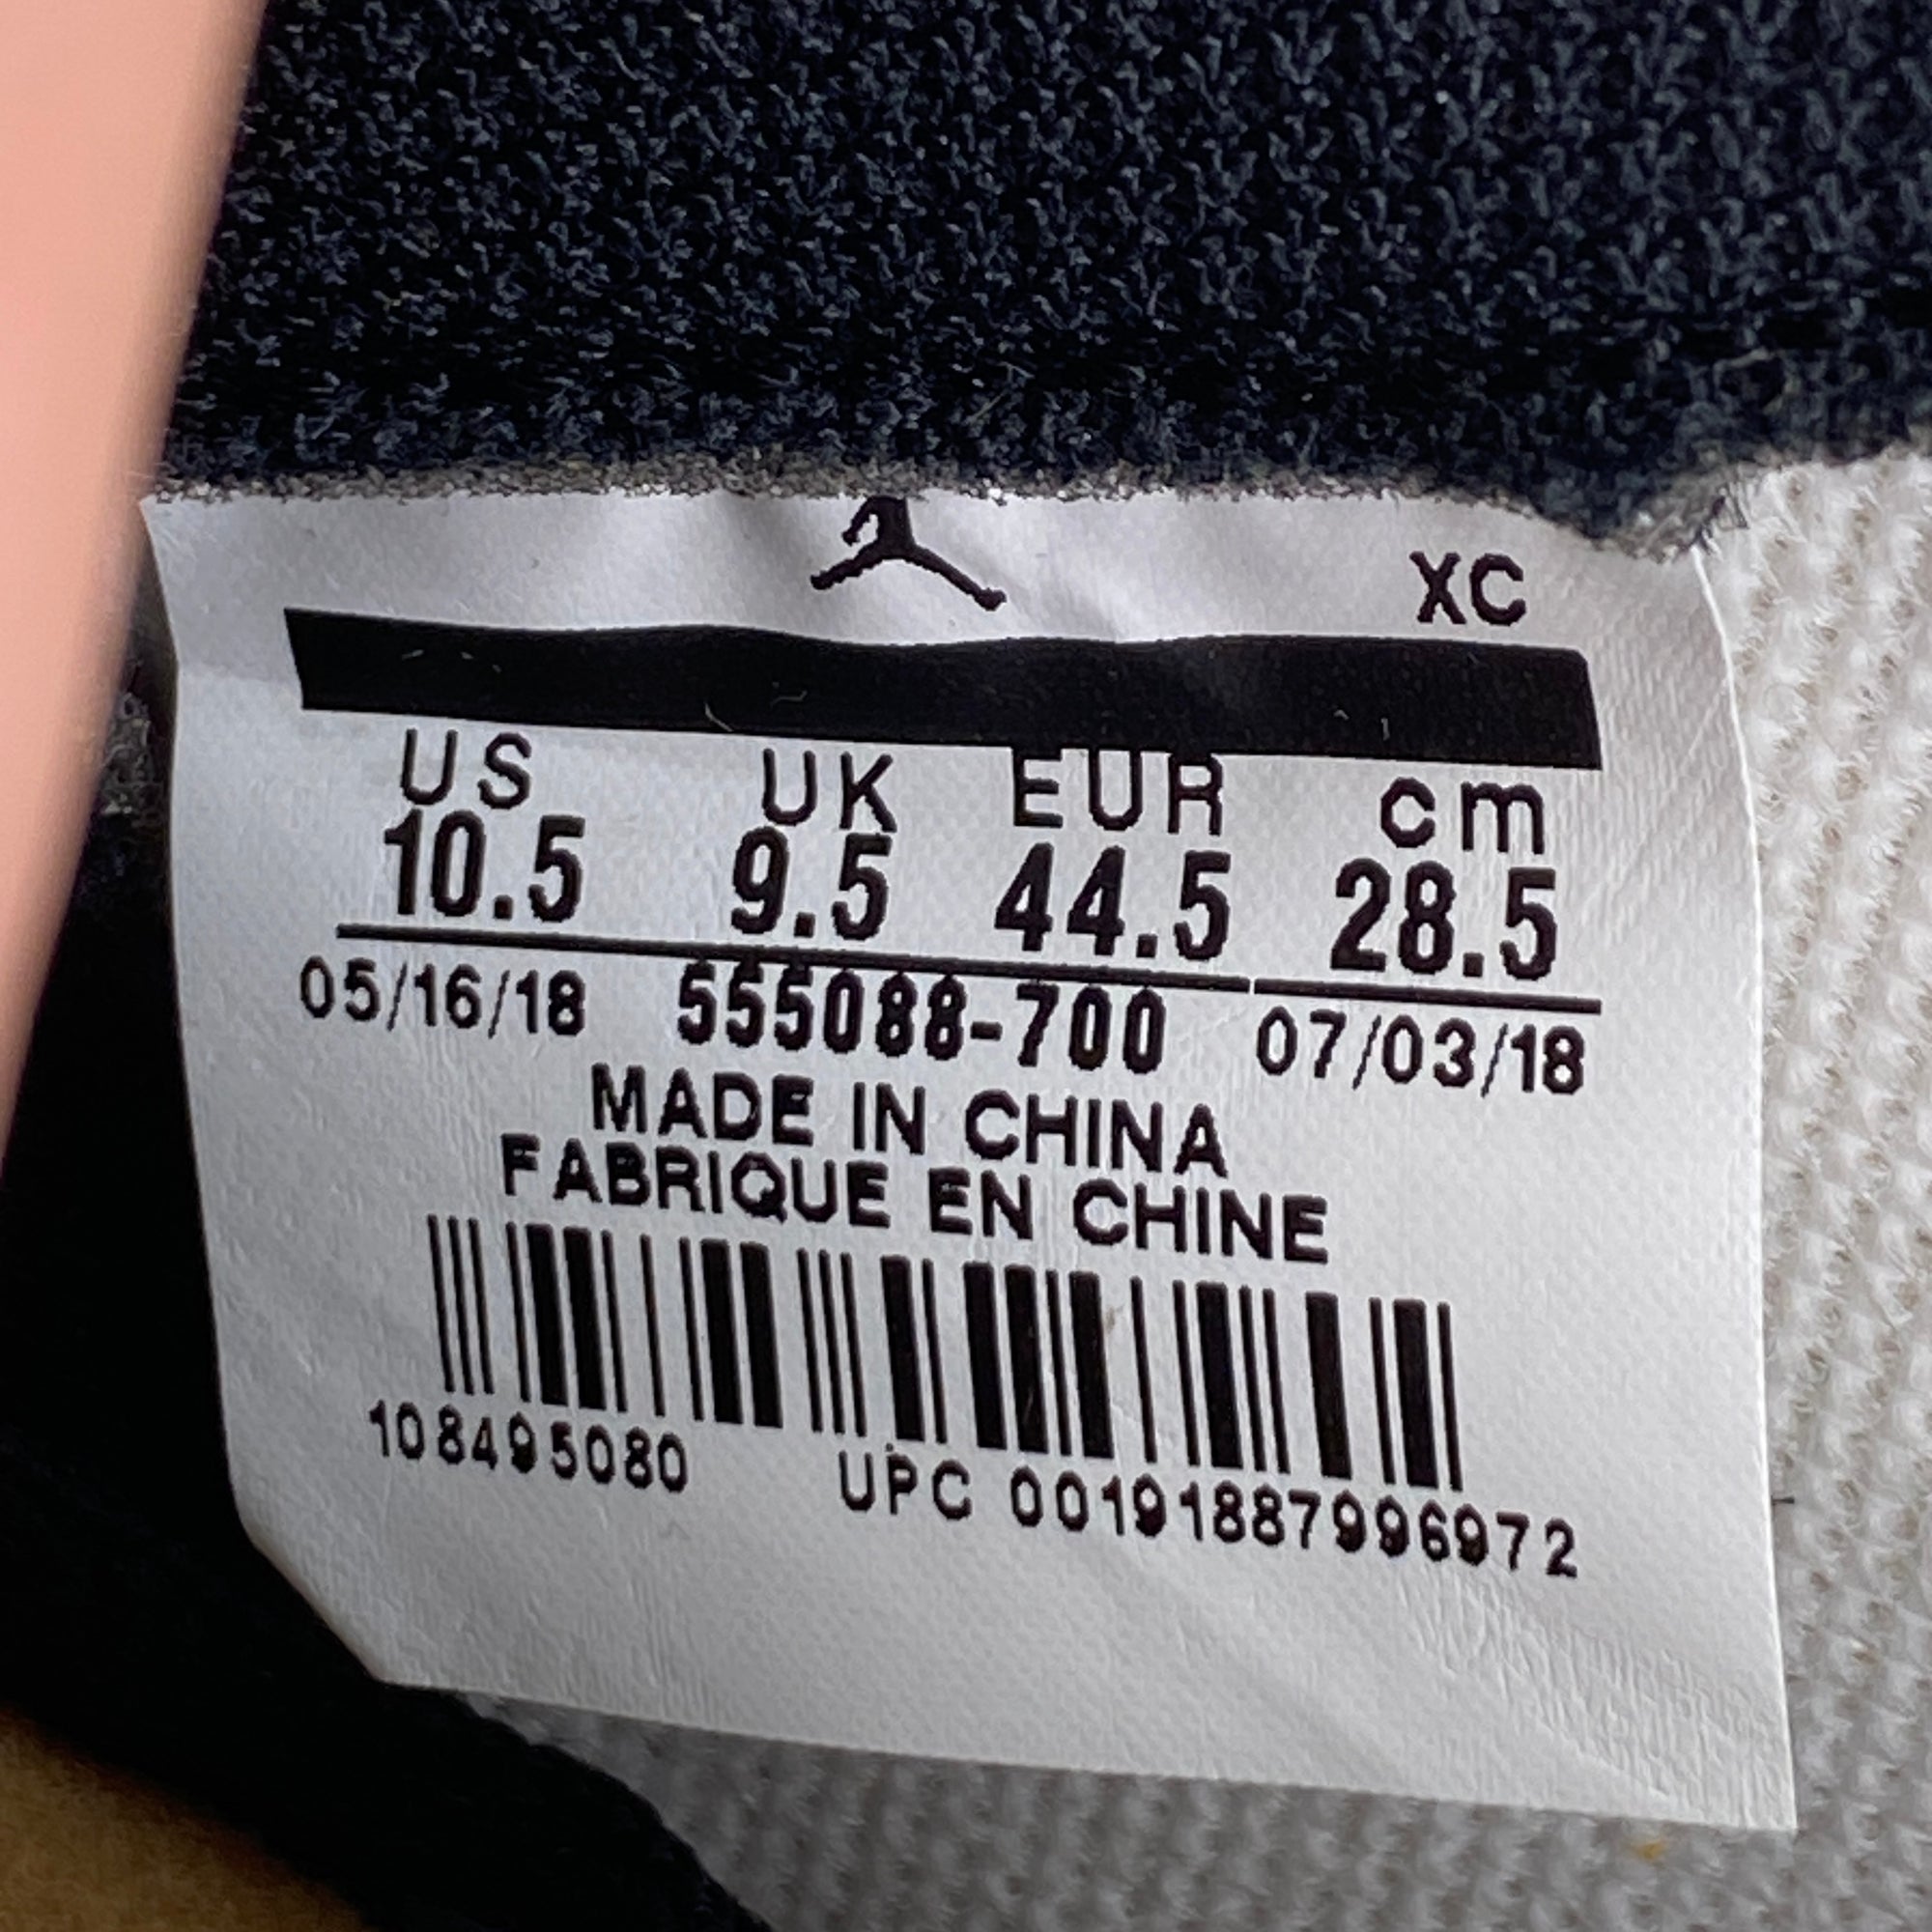 XC
US UK EUR cm
10.5 9.5 44.5 28.5
05/16/18 555088-700 07/03/18
MADE IN CHINA
FABRIQUE EN CHINE
108495080 UPC 00191887996972